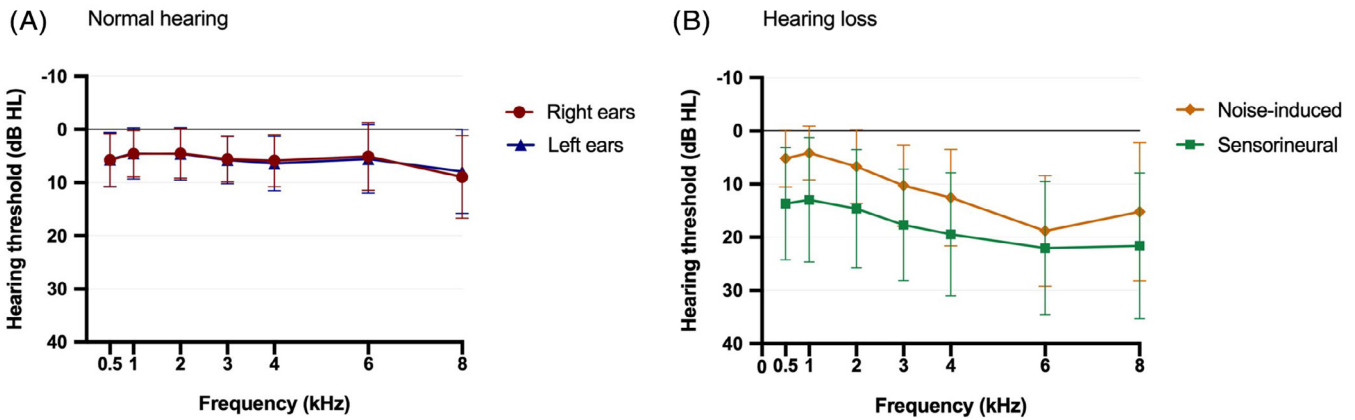 (A) Normal hearing
Hearing threshold (dB HL)
-10
0
10
20
30
40
0.5 1 2 3 4 6 8
Frequency (kHz)
Right ears
Left ears
(B) Hearing loss
Hearing threshold (dB HL)
-10
0
10
20
30
40
0 0.5 1 2 3 4 6 8
Frequency (kHz)
Noise-induced
Sensorineural